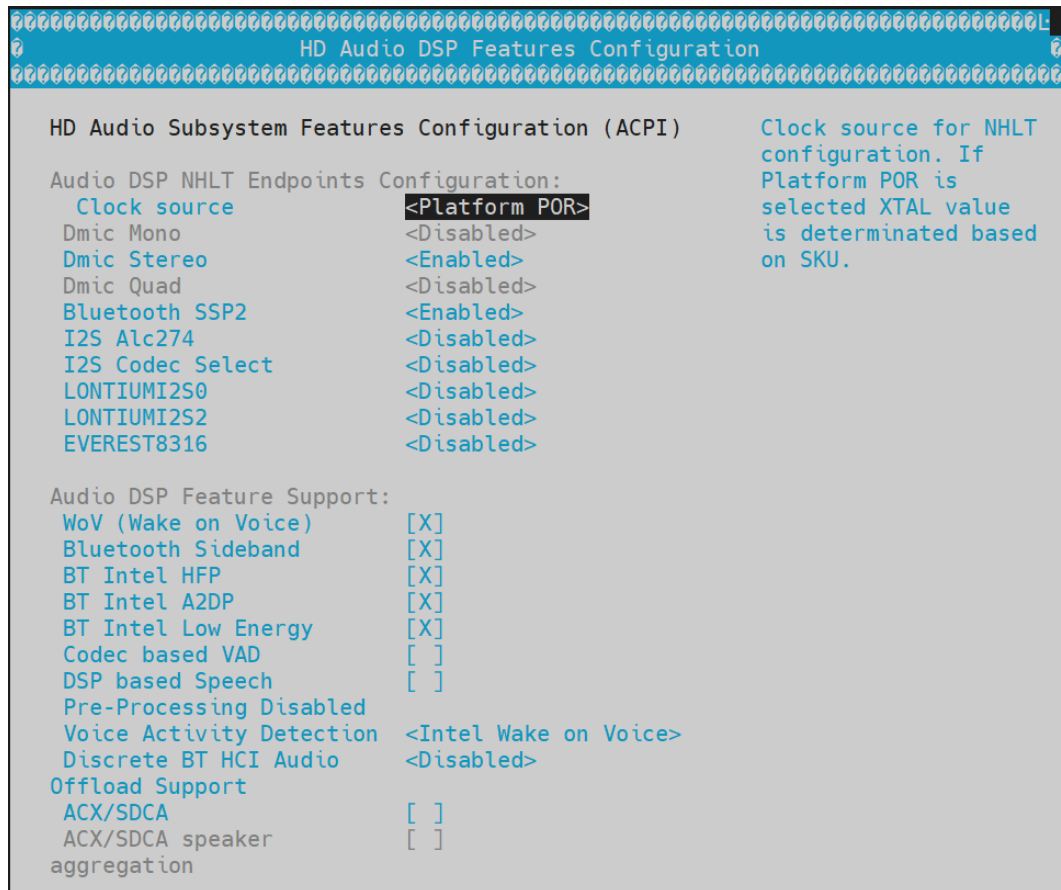 HD Audio DSP Features Configuration
HD Audio Subsystem Features Configuration (ACPI)
Clock source for NHLT
configuration. If
Platform POR is
selected XTAL value
is determinated based
on SKU.
Audio DSP NHLT Endpoints Configuration:
Clock source <Platform POR>
Dmic Mono <Disabled>
Dmic Stereo <Enabled>
Dmic Quad <Disabled>
Bluetooth SSP2 <Enabled>
I2S Alc274 <Disabled>
I2S Codec Select <Disabled>
LONTIUMI2S0 <Disabled>
LONTIUMI2S2 <Disabled>
EVEREST8316 <Disabled>
Audio DSP Feature Support:
WoV (Wake on Voice) [X]
Bluetooth Sideband [X]
BT Intel HFP [X]
BT Intel A2DP [X]
BT Intel Low Energy [X]
Codec based VAD [ ]
DSP based Speech [ ]
Pre-Processing Disabled
Voice Activity Detection <Intel Wake on Voice>
Discrete BT HCI Audio <Disabled>
Offload Support
ACX/SDCA [ ]
ACX/SDCA speaker [ ]
aggregation